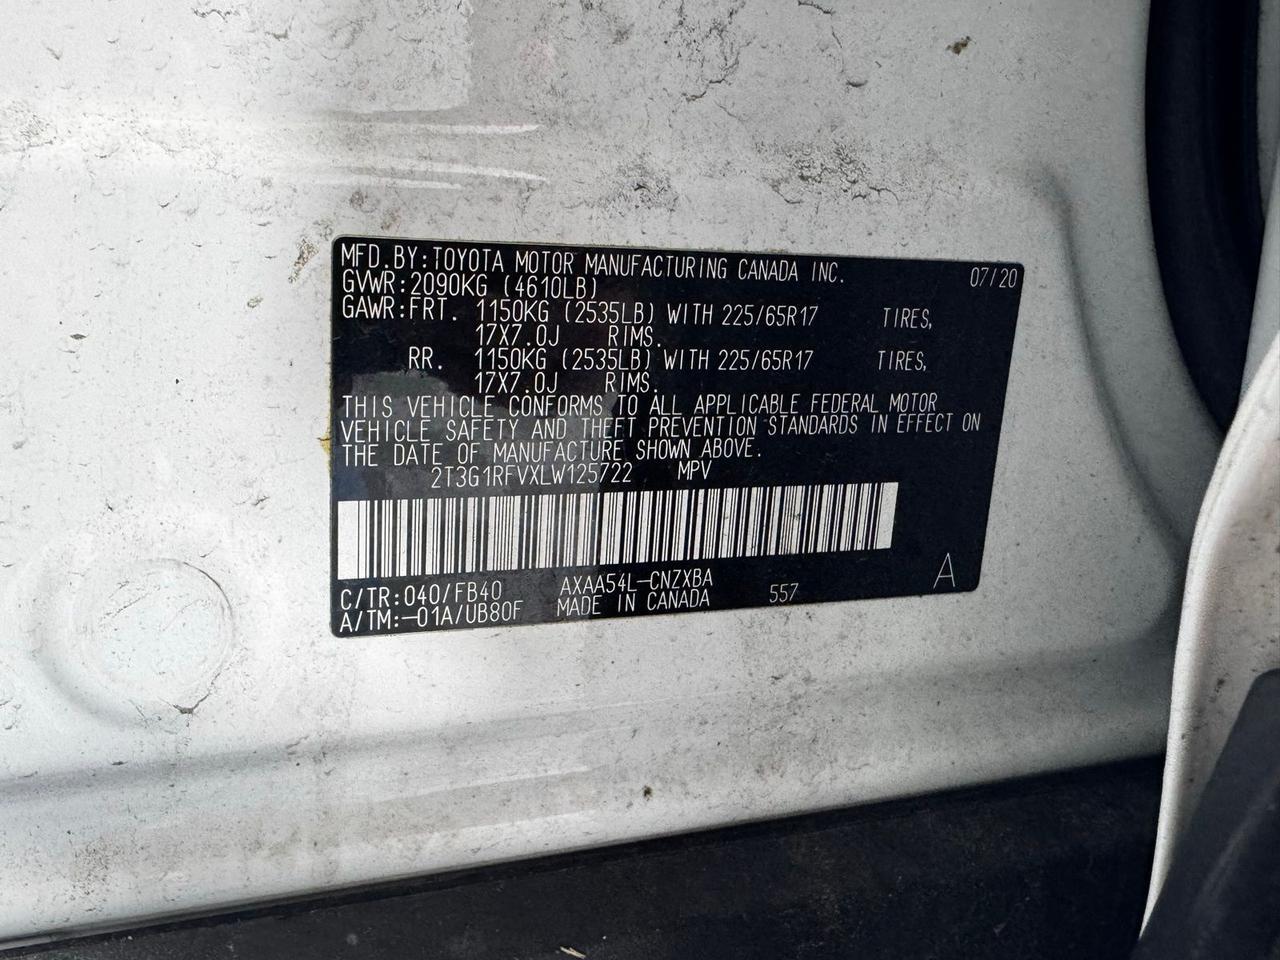 MFD.BY:TOYOTA MOTOR MANUFACTURING CANADA INC. 07/20
GVWR:2090KG (4610LB)
GAWR:FRT. 1150KG (2535LB) WITH 225/65R17 TIRES,
17X7.0J RIMS.
RR. 1150KG (2535LB) WITH 225/65R17 TIRES,
17X7.0J RIMS.
THIS VEHICLE CONFORMS TO ALL APPLICABLE FEDERAL MOTOR
VEHICLE SAFETY AND THEFT PREVENTION STANDARDS IN EFFECT ON
THE DATE OF MANUFACTURE SHOWN ABOVE.
2T3G1RFVXLW125722 MPV
C/TR:040/FB40 AXAA54L-CNZXBA 557 A
A/TM:-01A/UB80F MADE IN CANADA